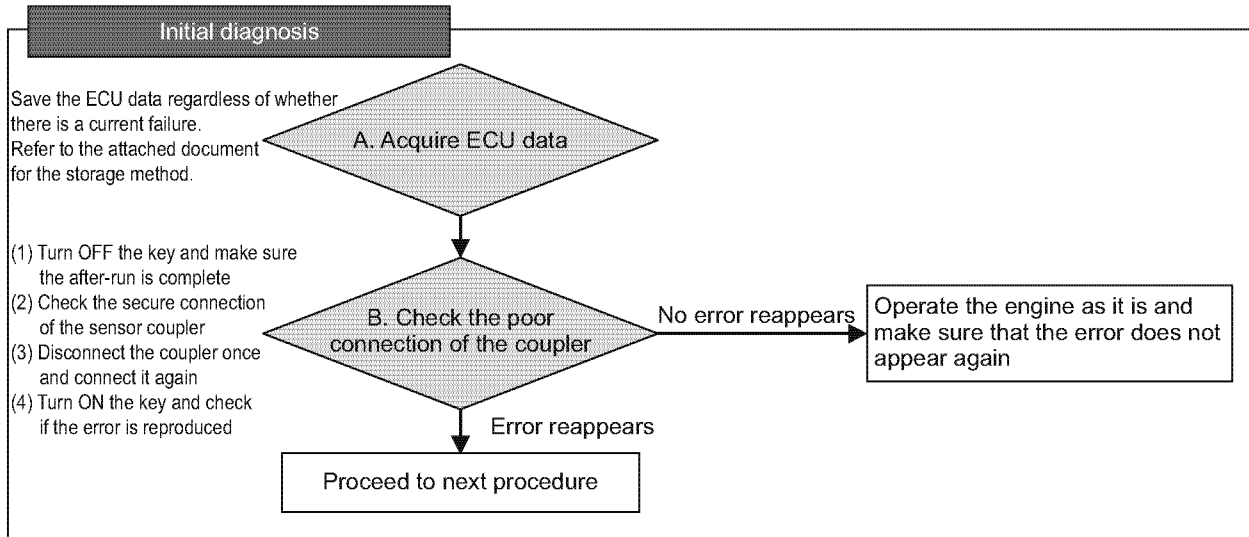 Initial diagnosis
Save the ECU data regardless of whether
there is a current failure.
Refer to the attached document
for the storage method.
A. Acquire ECU data
(1) Turn OFF the key and make sure
the after-run is complete
(2) Check the secure connection
of the sensor coupler
(3) Disconnect the coupler once
and connect it again
(4) Turn ON the key and check
if the error is reproduced
B. Check the poor
connection of the coupler
No error reappears
Operate the engine as it is and
make sure that the error does not
appear again
Error reappears
Proceed to next procedure